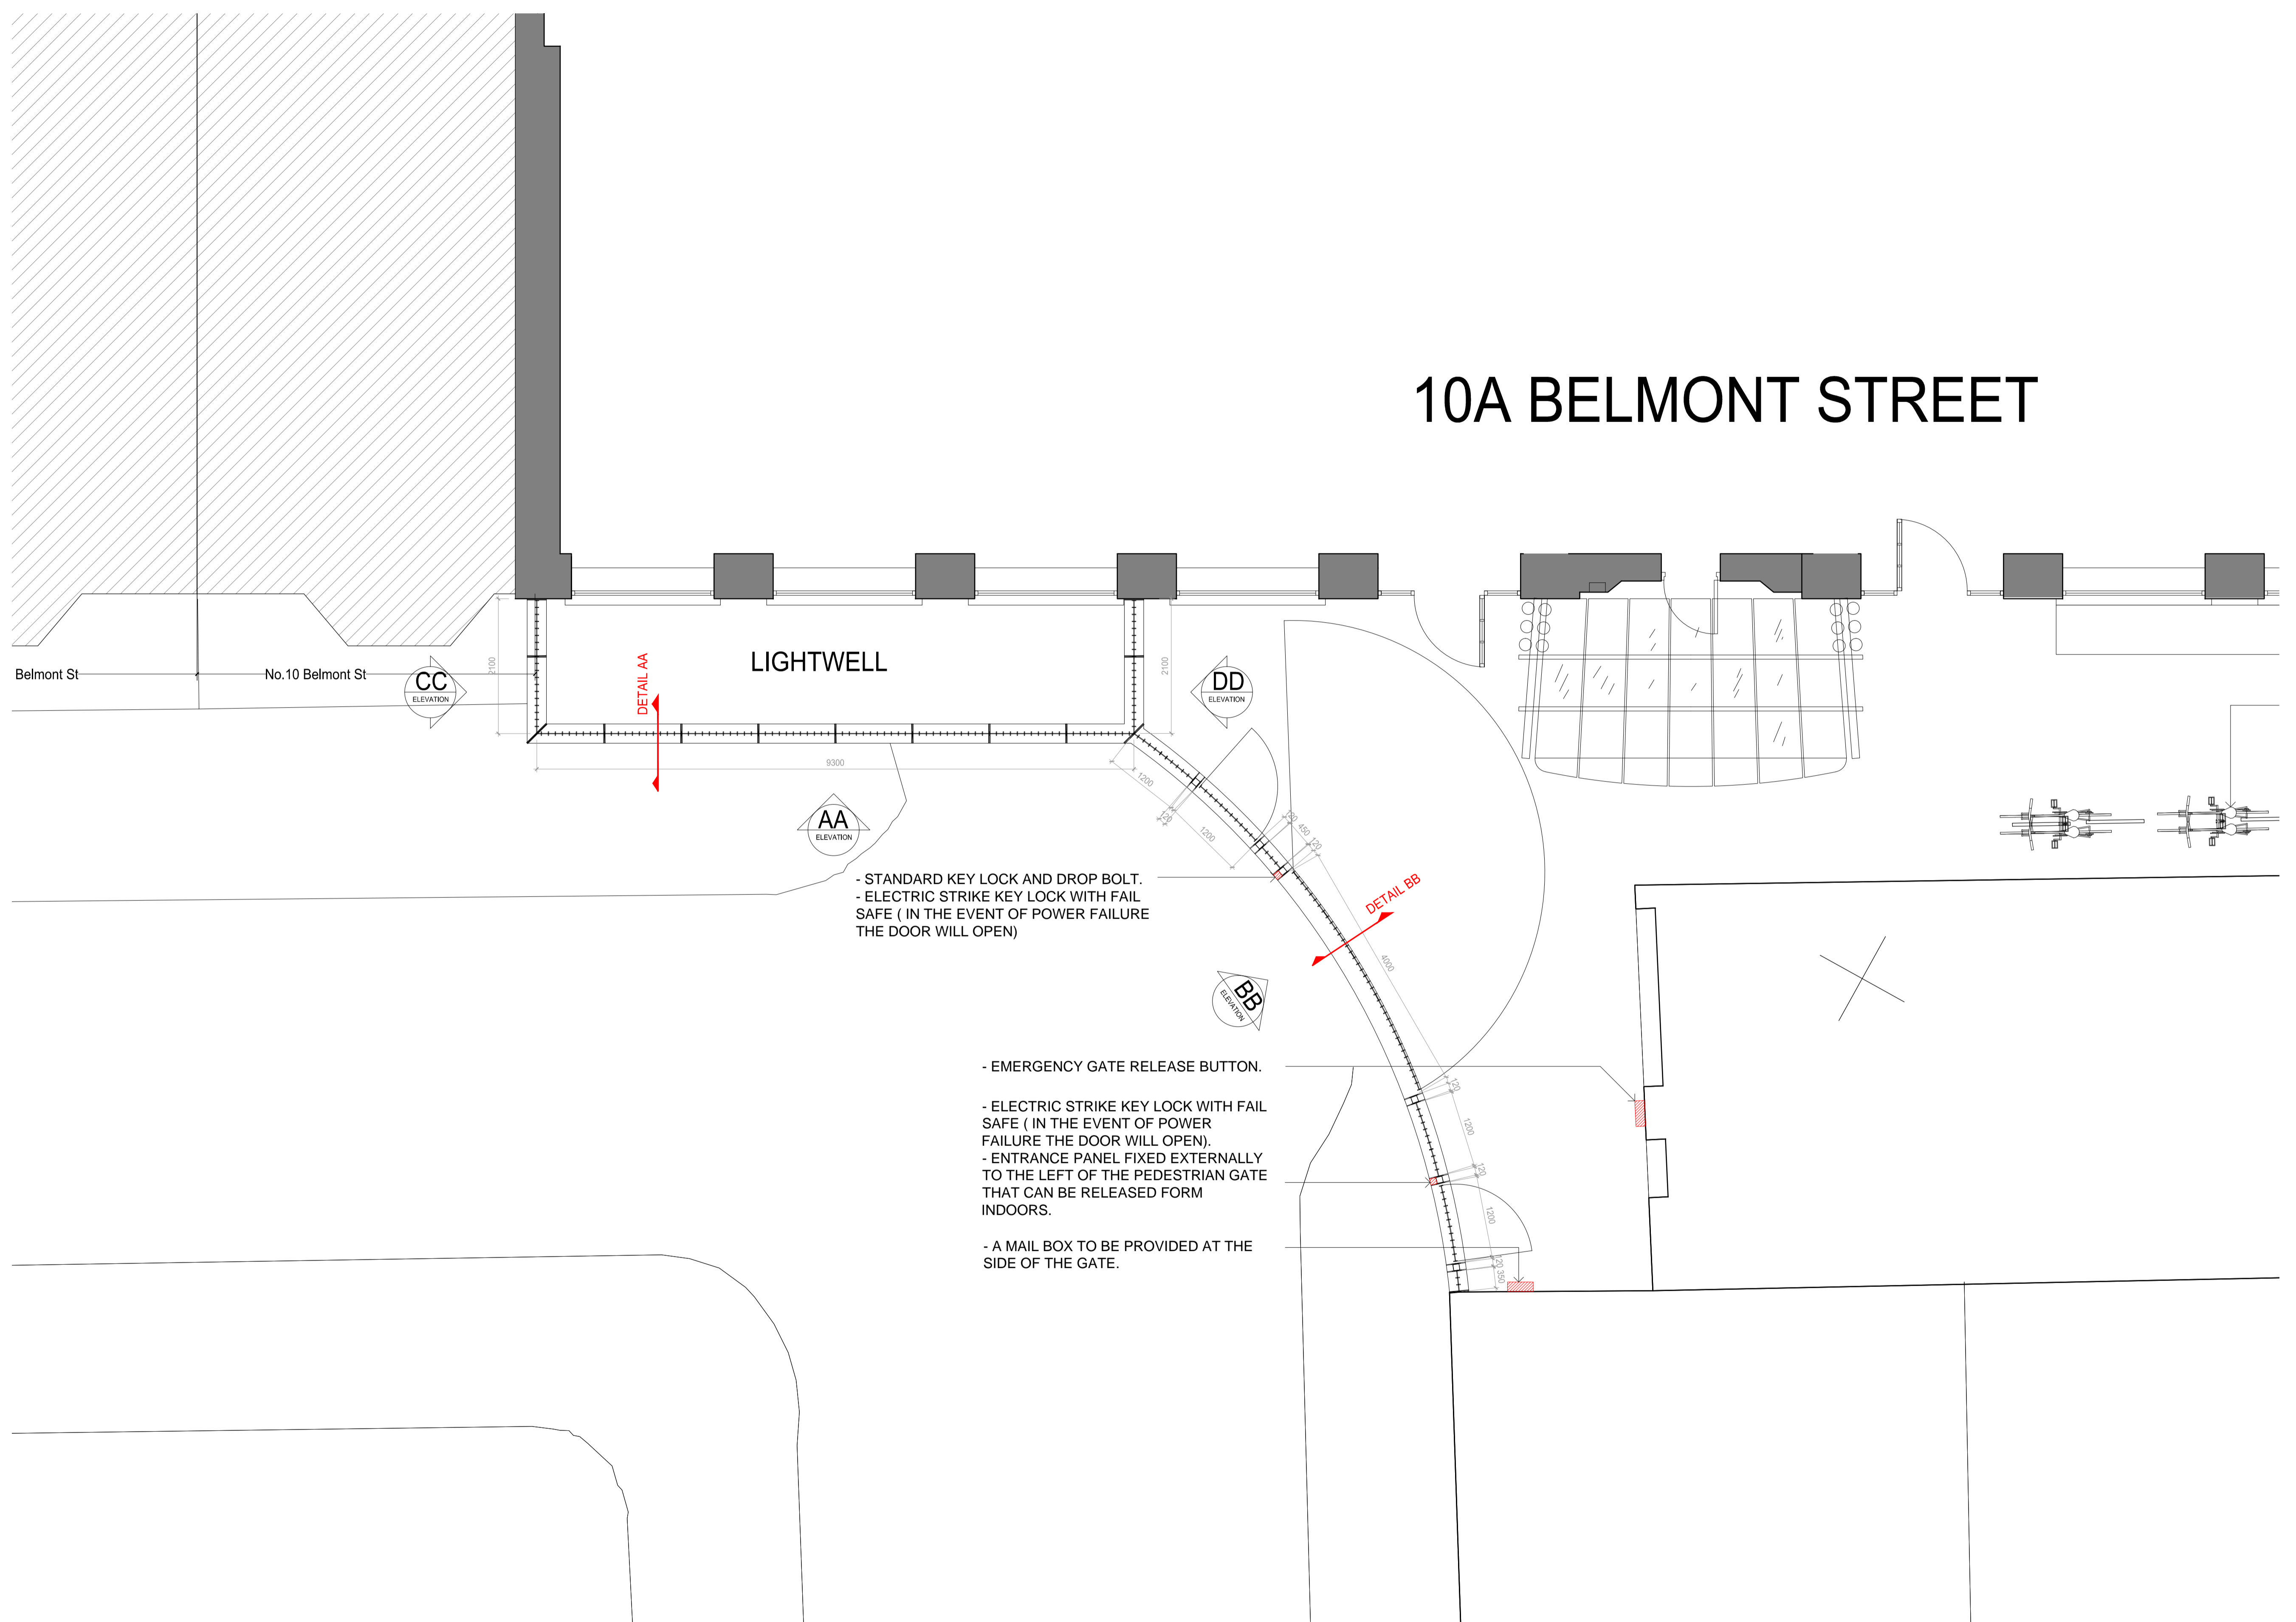 10A BELMONT STREET
Belmont St
No.10 Belmont St
CC
ELEVATION
2100
DETAIL AA
LIGHTWELL
2100
DD
ELEVATION
9300
AA
ELEVATION
1200
120
1200
120
450
120
- STANDARD KEY LOCK AND DROP BOLT.
- ELECTRIC STRIKE KEY LOCK WITH FAIL
SAFE ( IN THE EVENT OF POWER FAILURE
THE DOOR WILL OPEN)
DETAIL BB
4000
BB
ELEVATION
- EMERGENCY GATE RELEASE BUTTON.
120
- ELECTRIC STRIKE KEY LOCK WITH FAIL
SAFE ( IN THE EVENT OF POWER
FAILURE THE DOOR WILL OPEN).
- ENTRANCE PANEL FIXED EXTERNALLY
TO THE LEFT OF THE PEDESTRIAN GATE
THAT CAN BE RELEASED FORM
INDOORS.
1200
120
1200
- A MAIL BOX TO BE PROVIDED AT THE
SIDE OF THE GATE.
120
350